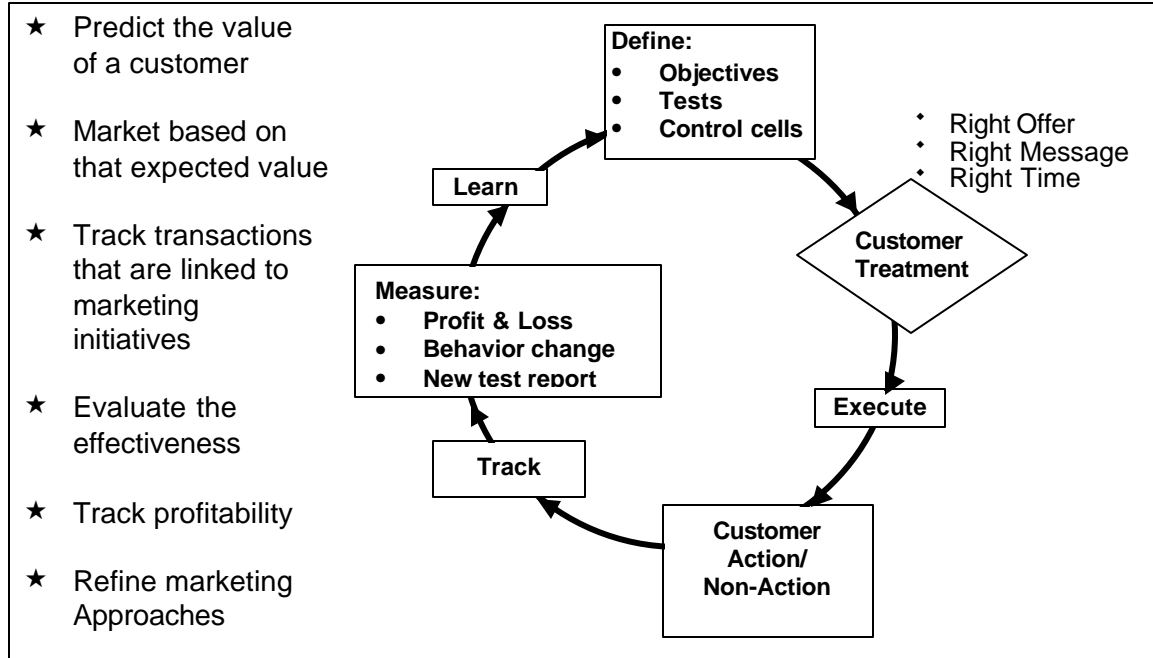 ★ Predict the value
of a customer
★ Market based on
that expected value
★ Track transactions
that are linked to
marketing
initiatives
★ Evaluate the
effectiveness
★ Track profitability
★ Refine marketing
Approaches
Define:
• Objectives
• Tests
• Control cells
◆ Right Offer
◆ Right Message
◆ Right Time
Customer
Treatment
Execute
Customer
Action/
Non-Action
Track
Measure:
• Profit & Loss
• Behavior change
• New test report
Learn